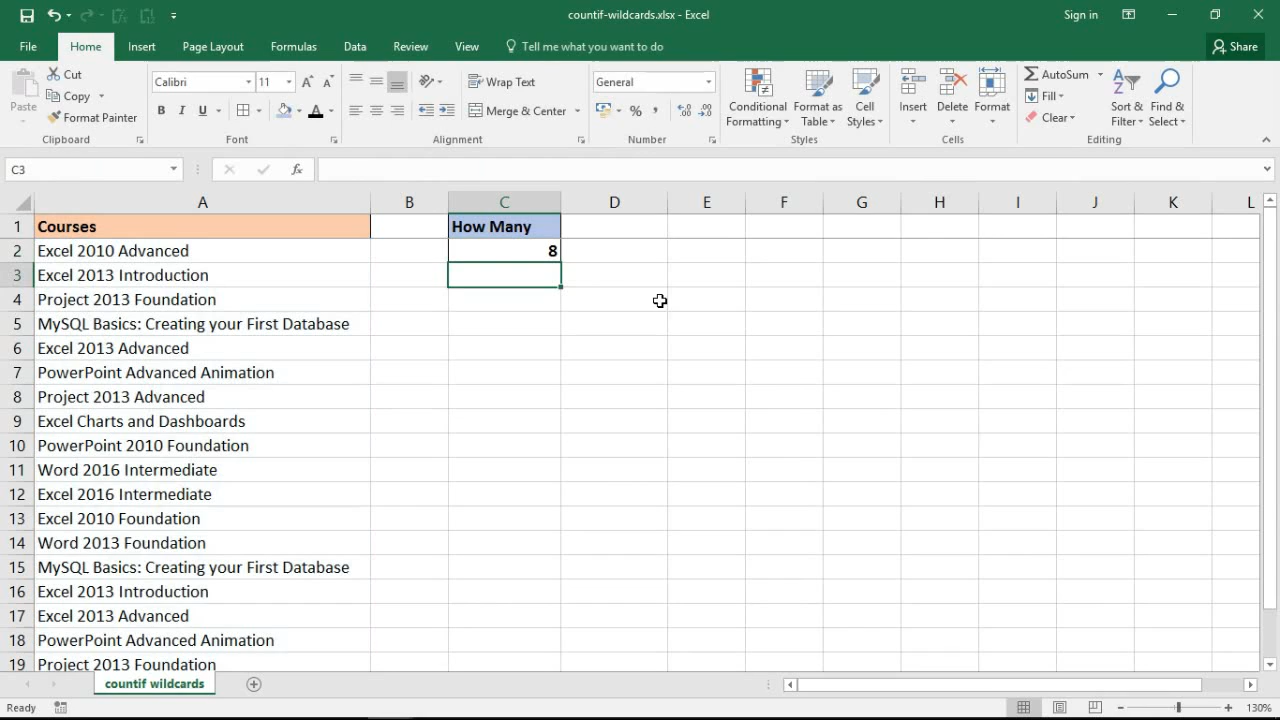 countif-wildcards.xlsx - Excel
Sign in
File Home Insert Page Layout Formulas Data Review View Tell me what you want to do Share
Paste Cut Copy Format Painter
Clipboard
Calibri 11
B I U A
Font
Wrap Text
Merge & Center
Alignment
General
%
Number
Conditional Formatting Format as Table Cell Styles
Styles
Insert Delete Format
Cells
AutoSum
Fill
Clear
Sort & Filter Find & Select
Editing
C3 fx
A B C D E F G H I J K L
1 Courses How Many
2 Excel 2010 Advanced 8
3 Excel 2013 Introduction
4 Project 2013 Foundation
5 MySQL Basics: Creating your First Database
6 Excel 2013 Advanced
7 PowerPoint Advanced Animation
8 Project 2013 Advanced
9 Excel Charts and Dashboards
10 PowerPoint 2010 Foundation
11 Word 2016 Intermediate
12 Excel 2016 Intermediate
13 Excel 2010 Foundation
14 Word 2013 Foundation
15 MySQL Basics: Creating your First Database
16 Excel 2013 Introduction
17 Excel 2013 Advanced
18 PowerPoint Advanced Animation
19 Project 2013 Foundation
countif wildcards
Ready 130%